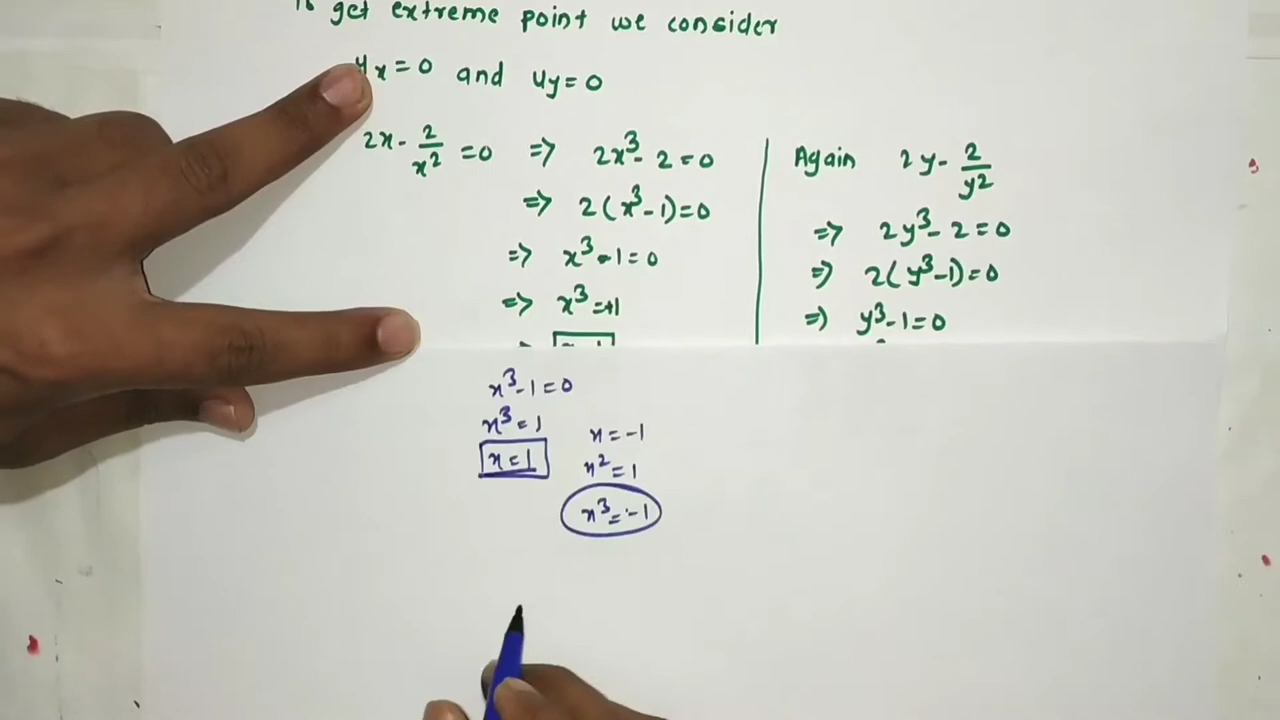 To get extreme point we consider
ux=0 and uy=0
2x - 2/x² =0 => 2x³-2=0
=> 2(x³-1)=0
=> x³-1=0
=> x³=+1
Again 2y - 2/y²
=> 2y³-2=0
=> 2(y³-1)=0
=> y³-1=0
x³-1=0
x³=1
x=1
x=-1
x²=1
x³=-1